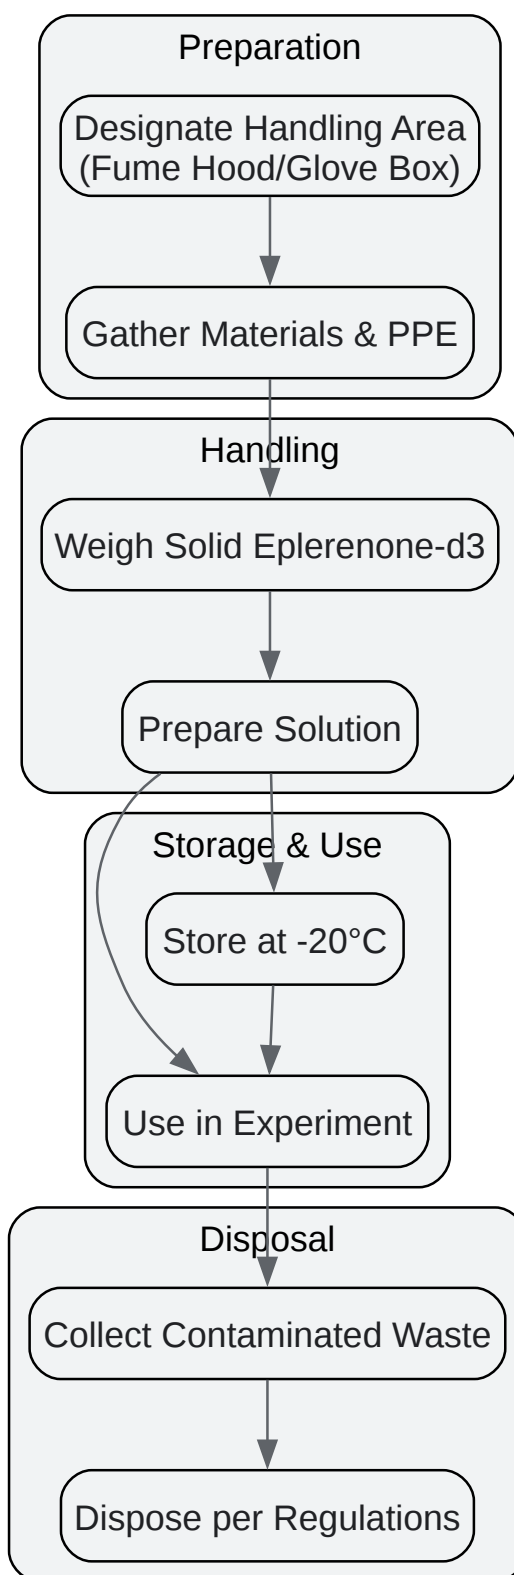 Preparation
Designate Handling Area
(Fume Hood/Glove Box)
Gather Materials & PPE
Handling
Weigh Solid Eplerenone-d3
Prepare Solution
Storage & Use
Store at -20°C
Use in Experiment
Disposal
Collect Contaminated Waste
Dispose per Regulations